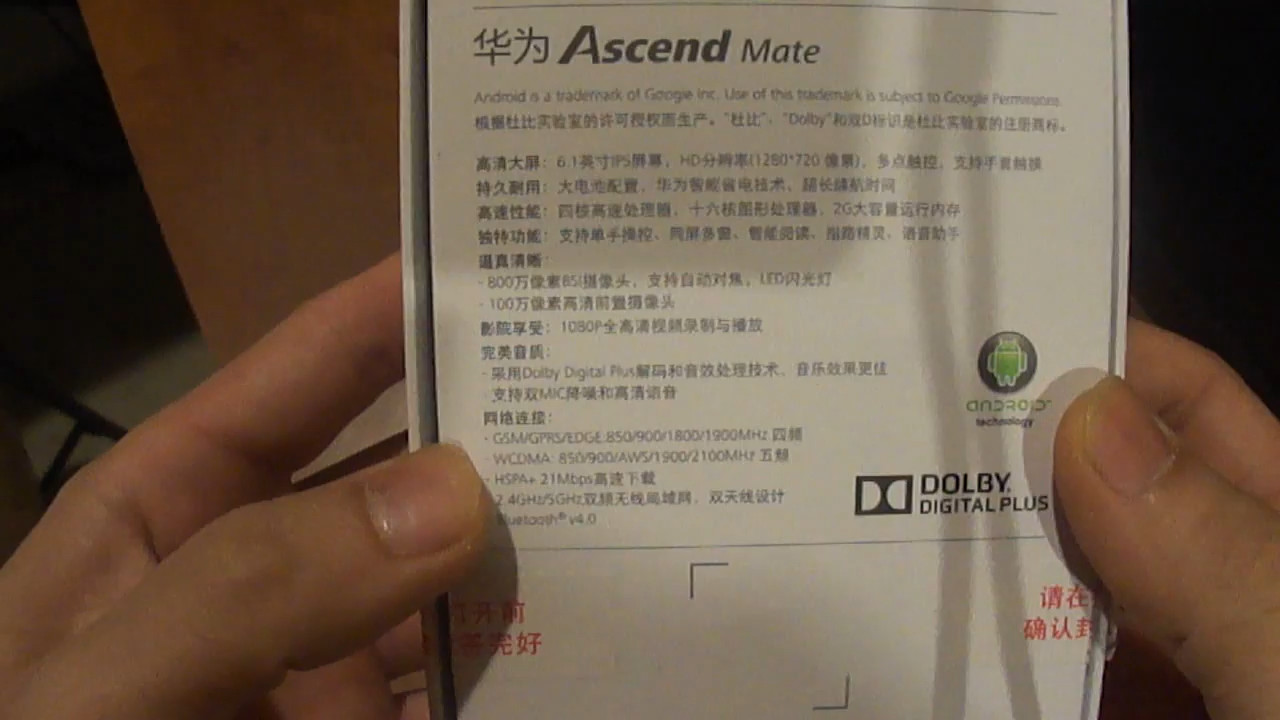 华为 Ascend Mate
Android is a trademark of Google Inc. Use of this trademark is subject to Google Permissions.
根据杜比实验室的许可授权而生产。“杜比”、“Dolby”和双D标识是杜比实验室的注册商标。
高清大屏：6.1英寸IPS屏幕，HD分辨率(1280*720 像素)，多点触控，支持手套触摸
持久耐用：大电池配置，华为智能省电技术，超长续航时间
高速性能：四核高速处理器，十六核图形处理器，2G大容量运行内存
独特功能：支持单手操控、同屏多窗、智能阅读、指路精灵、语音助手
逼真清晰：
- 800万像素BSI摄像头，支持自动对焦，LED闪光灯
- 100万像素高清前置摄像头
影院享受：1080P全高清视频录制与播放
完美音质：
- 采用Dolby Digital Plus解码和音效处理技术，音乐效果更佳
- 支持双MIC降噪和高清语音
网络连接：
- GSM/GPRS/EDGE:850/900/1800/1900MHz 四频
- WCDMA: 850/900/AWS/1900/2100MHz 五频
- HSPA+ 21Mbps高速下载
2.4GHz/5GHz双频无线局域网，双天线设计
Bluetooth® v4.0
ANDROID
technology
DOLBY
DIGITAL PLUS
开前
完好
请在
确认封